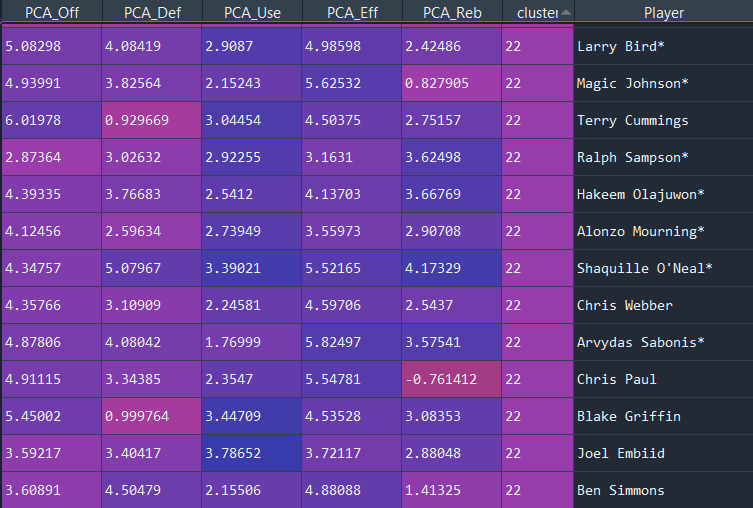 PCA_Off PCA_Def PCA_Use PCA_Eff PCA_Reb cluster Player
5.08298 4.08419 2.9087 4.98598 2.42486 22 Larry Bird*
4.93991 3.82564 2.15243 5.62532 0.827905 22 Magic Johnson*
6.01978 0.929669 3.04454 4.50375 2.75157 22 Terry Cummings
2.87364 3.02632 2.92255 3.1631 3.62498 22 Ralph Sampson*
4.39335 3.76683 2.5412 4.13703 3.66769 22 Hakeem Olajuwon*
4.12456 2.59634 2.73949 3.55973 2.90708 22 Alonzo Mourning*
4.34757 5.07967 3.39021 5.52165 4.17329 22 Shaquille O'Neal*
4.35766 3.10909 2.24581 4.59706 2.5437 22 Chris Webber
4.87806 4.08042 1.76999 5.82497 3.57541 22 Arvydas Sabonis*
4.91115 3.34385 2.3547 5.54781 -0.761412 22 Chris Paul
5.45002 0.999764 3.44709 4.53528 3.08353 22 Blake Griffin
3.59217 3.40417 3.78652 3.72117 2.88048 22 Joel Embiid
3.60891 4.50479 2.15506 4.88088 1.41325 22 Ben Simmons